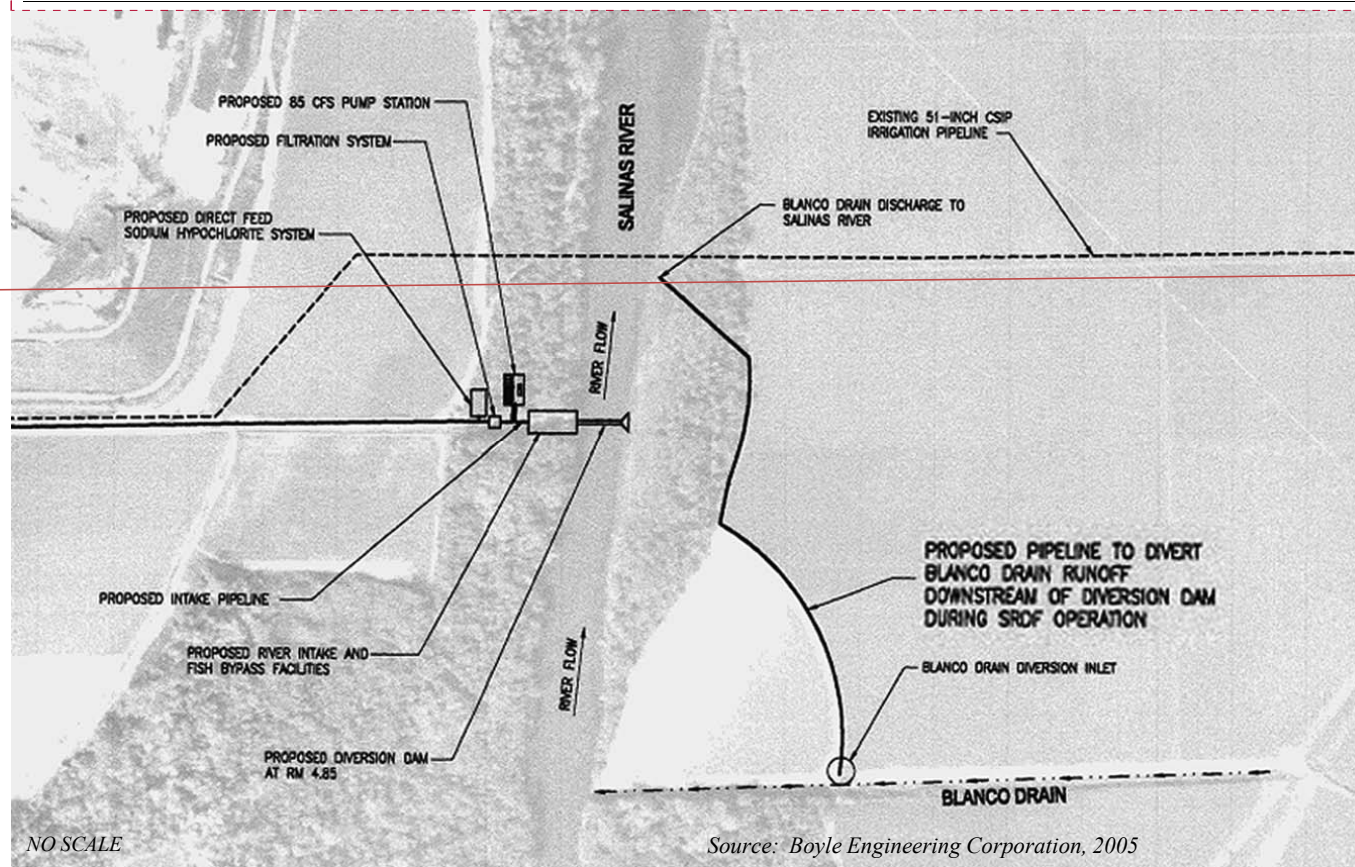 PROPOSED 85 CFS PUMP STATION
PROPOSED FILTRATION SYSTEM
PROPOSED DIRECT FEED
SODIUM HYPOCHLORITE SYSTEM
SALINAS RIVER
EXISTING 51-INCH CSIP
IRRIGATION PIPELINE
BLANCO DRAIN DISCHARGE TO
SALINAS RIVER
RIVER FLOW
PROPOSED INTAKE PIPELINE
PROPOSED RIVER INTAKE AND
FISH BYPASS FACILITIES
RIVER FLOW
PROPOSED DIVERSION DAM
AT RM 4.85
PROPOSED PIPELINE TO DIVERT
BLANCO DRAIN RUNOFF
DOWNSTREAM OF DIVERSION DAM
DURING SRDF OPERATION
BLANCO DRAIN DIVERSION INLET
BLANCO DRAIN
NO SCALE
Source: Boyle Engineering Corporation, 2005